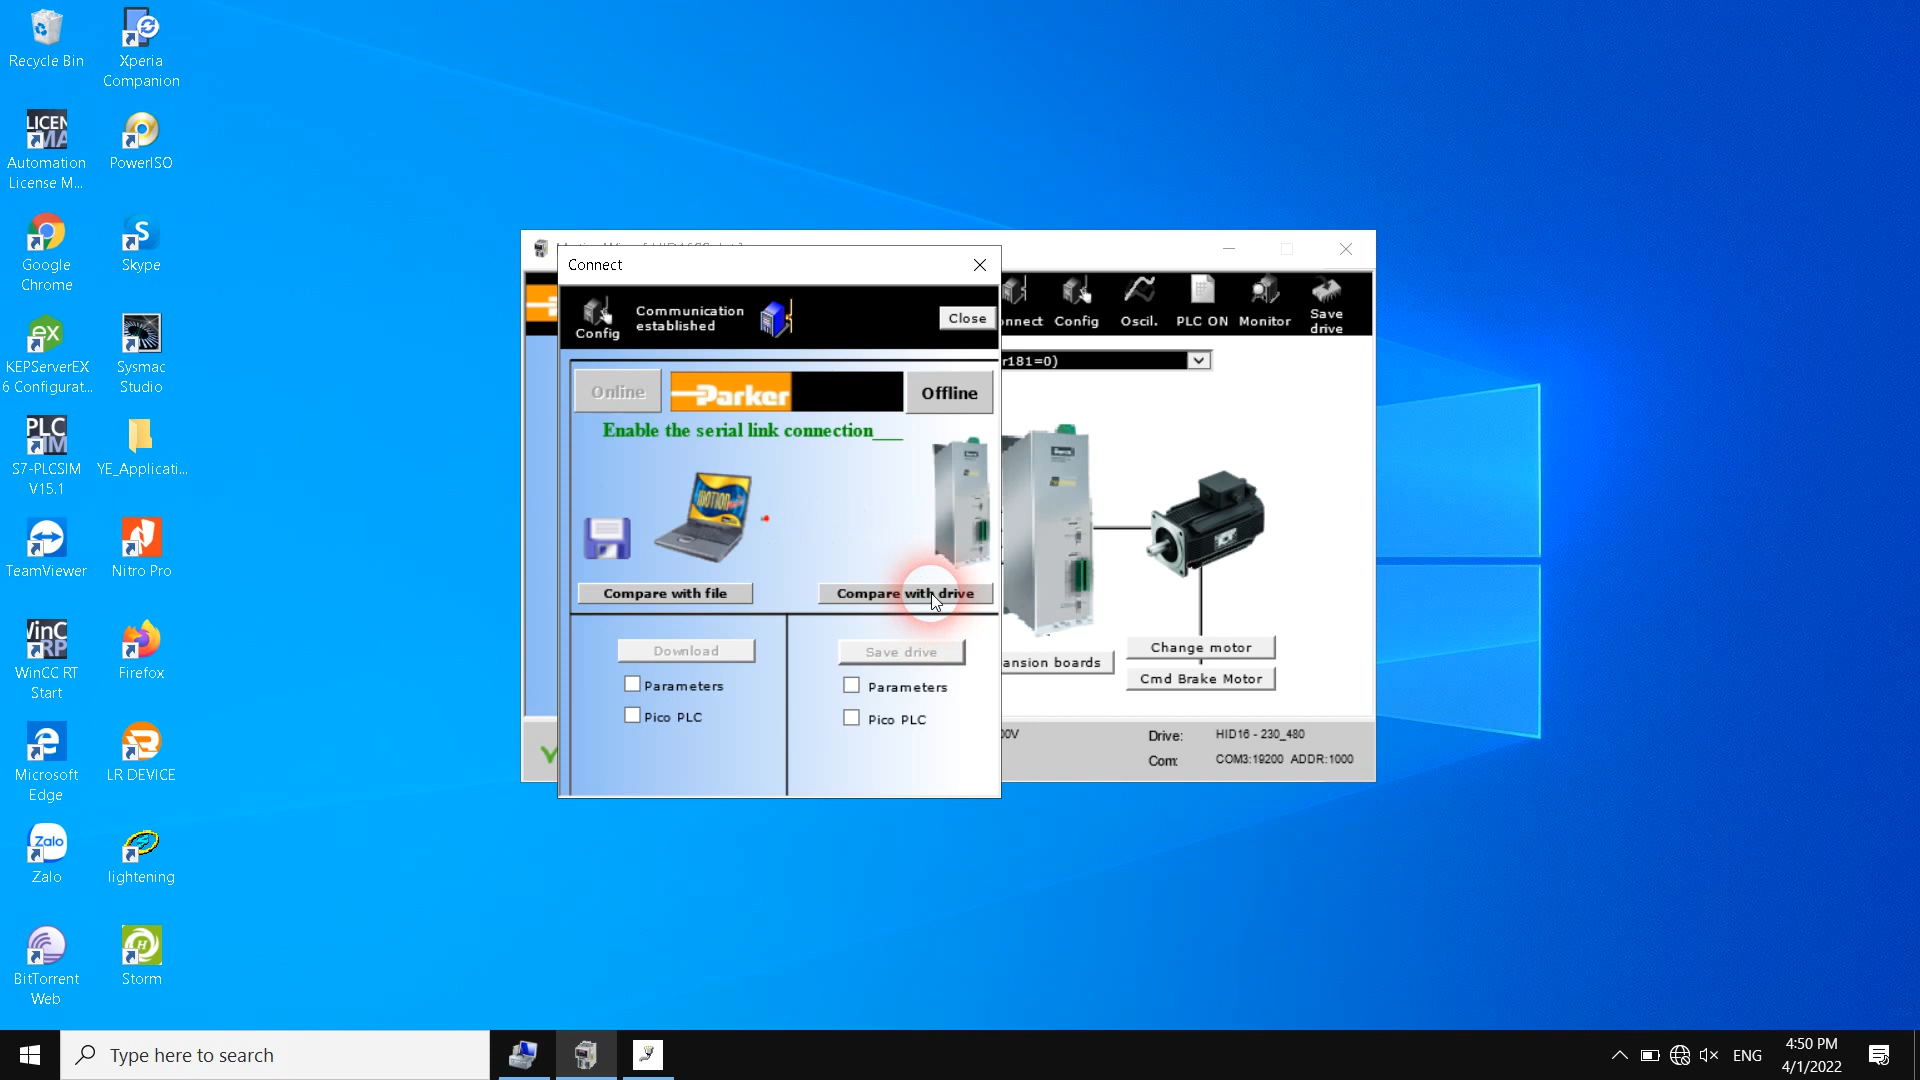 Recycle Bin
Xperia
Companion
Automation
License M...
PowerISO
Google
Chrome
Skype
KEPServerEX
6 Configurat...
Sysmac
Studio
S7-PLCSIM
V15.1
YE_Applicati...
TeamViewer
Nitro Pro
WinCC RT
Start
Firefox
Microsoft
Edge
LR DEVICE
Zalo
lightening
BitTorrent
Web
Storm
Connect
Config
Communication
established
Close
Online
Parker
Offline
Enable the serial link connection___
Compare with file
Compare with drive
Download
Save drive
Parameters
Parameters
Pico PLC
Pico PLC
nnect
Config
Oscil.
PLC ON
Monitor
Save
drive
r181=0)
ansion boards
Change motor
Cmd Brake Motor
00V
Drive:
HID16 - 230_480
Com:
COM3:19200 ADDR:1000
Type here to search
ENG
4:50 PM
4/1/2022